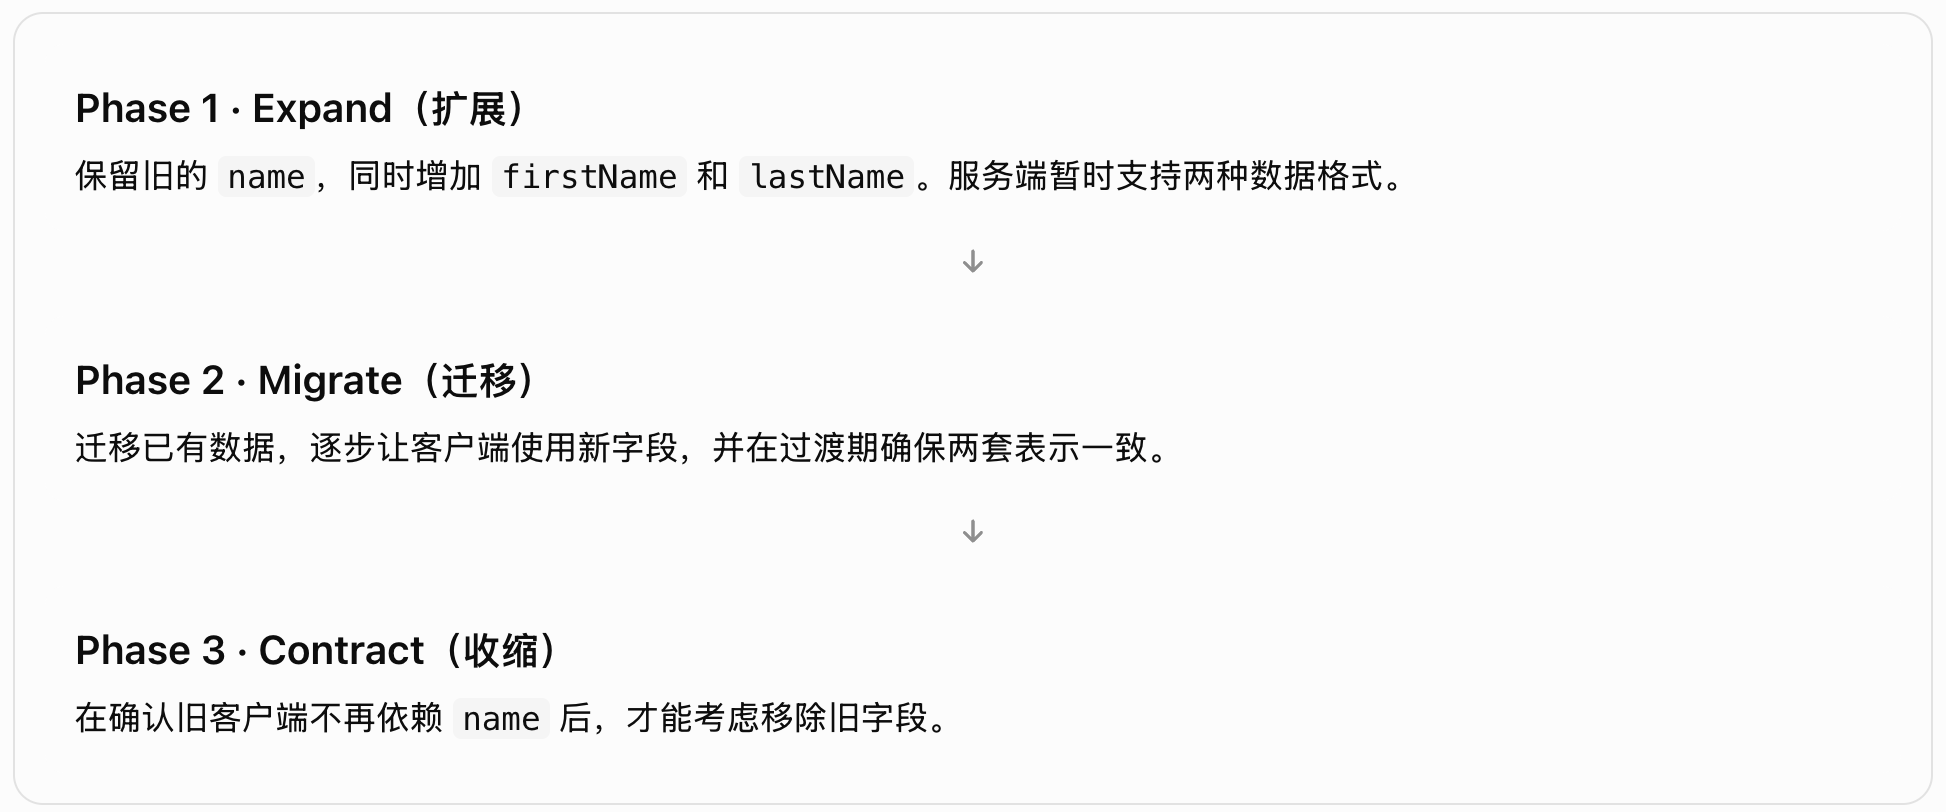 Phase 1 · Expand（扩展）
保留旧的 name，同时增加 firstName 和 lastName。服务端暂时支持两种数据格式。
↓
Phase 2 · Migrate（迁移）
迁移已有数据，逐步让客户端使用新字段，并在过渡期确保两套表示一致。
↓
Phase 3 · Contract（收缩）
在确认旧客户端不再依赖 name 后，才能考虑移除旧字段。